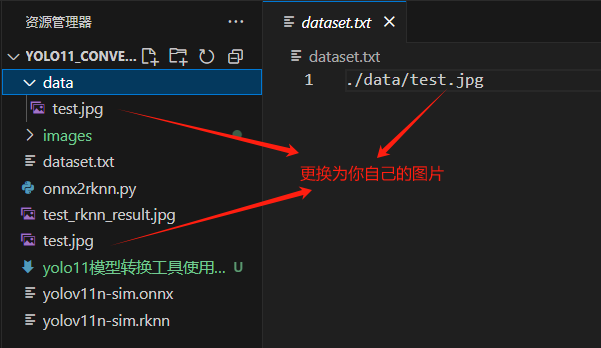 资源管理器
YOLO11_CONVE...
data
test.jpg
images
dataset.txt
onnx2rknn.py
test_rknn_result.jpg
test.jpg
yolo11模型转换工具使用... U
yolov11n-sim.onnx
yolov11n-sim.rknn
dataset.txt
dataset.txt
1 ./data/test.jpg
更换为你自己的图片